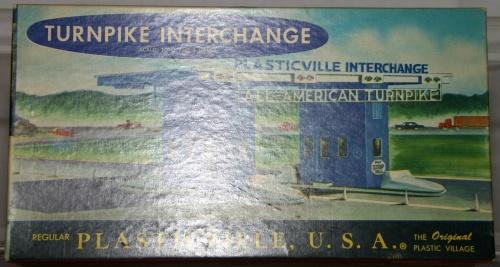 TURNPIKE INTERCHANGE
PLASTICVILLE INTERCHANGE
ALL-AMERICAN TURNPIKE
REGULAR PLASTICVILLE, U.S.A.® THE Original
PLASTIC VILLAGE